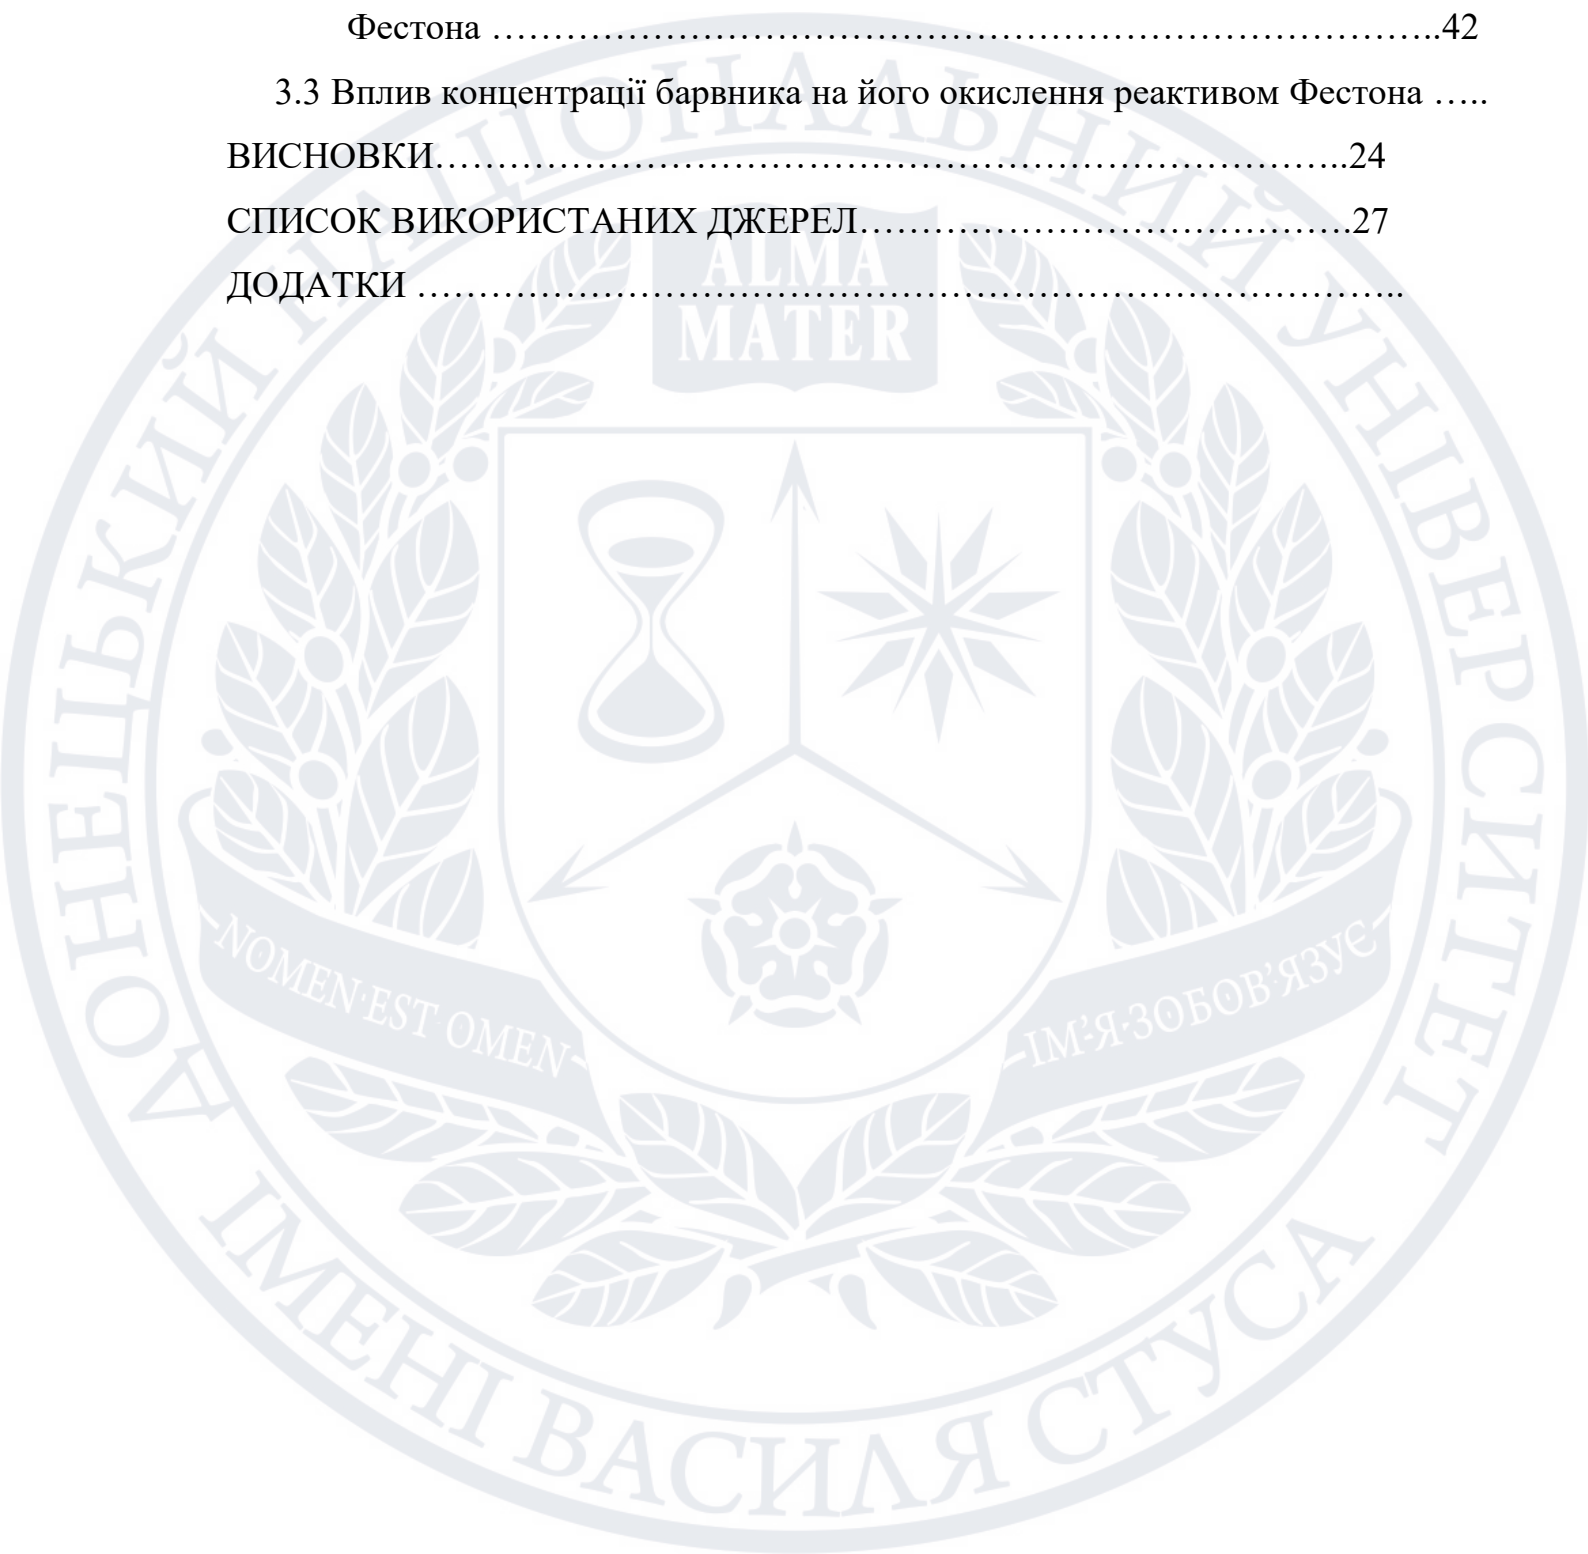 Фестона …………………………………………………………………..42
3.3 Вплив концентрації барвника на його окислення реактивом Фестона …..
ВИСНОВКИ………………………………………………………………..24
СПИСОК ВИКОРИСТАНИХ ДЖЕРЕЛ………………………………….27
ДОДАТКИ ……………………………………………………………………..
ALMA
MATER
ДОНЕЦЬКИЙ НАЦІОНАЛЬНИЙ УНІВЕРСИТЕТ
NOMEN·EST OMEN
ІМ'Я·ЗОБОВ'ЯЗУЄ
ІМЕНІ ВАСИЛЯ СТУСА